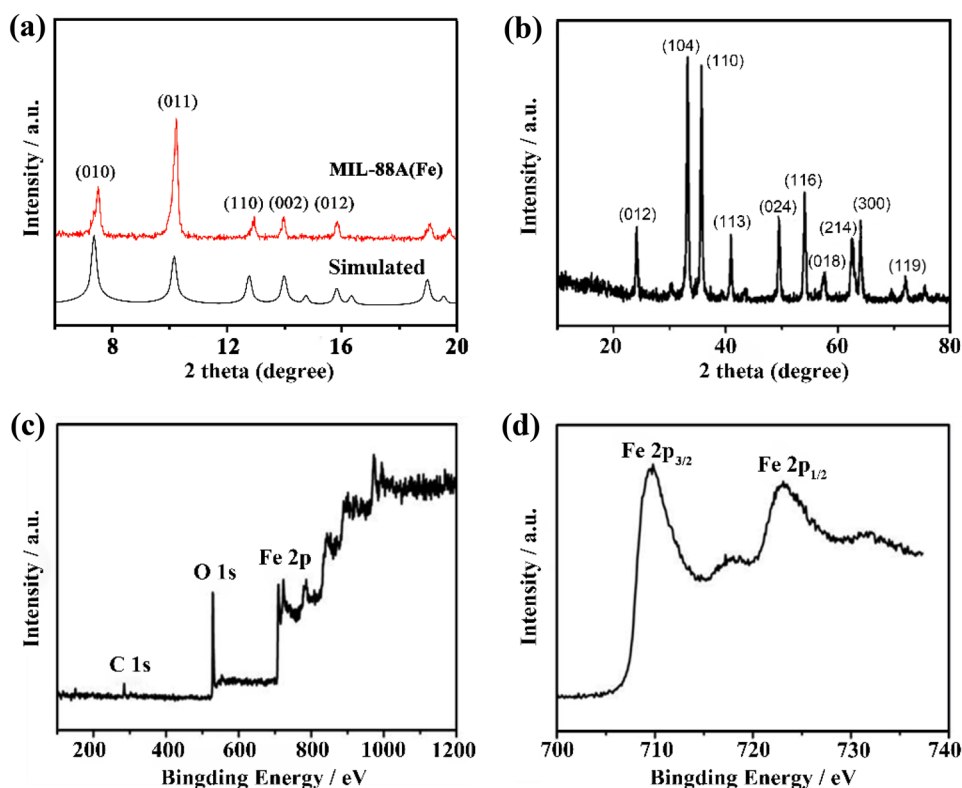 (a)
Intensity / a.u.
(010)
(011)
(110)
(002)
(012)
MIL-88A(Fe)
Simulated
8
12
16
20
2 theta (degree)
(b)
Intensity / a.u.
(012)
(104)
(110)
(113)
(024)
(116)
(018)
(214)
(300)
(119)
20
40
60
80
2 theta (degree)
(c)
Intensity / a.u.
C 1s
O 1s
Fe 2p
200
400
600
800
1000
1200
Bingding Energy / eV
(d)
Intensity / a.u.
Fe 2p3/2
Fe 2p1/2
700
710
720
730
740
Bingding Energy / eV